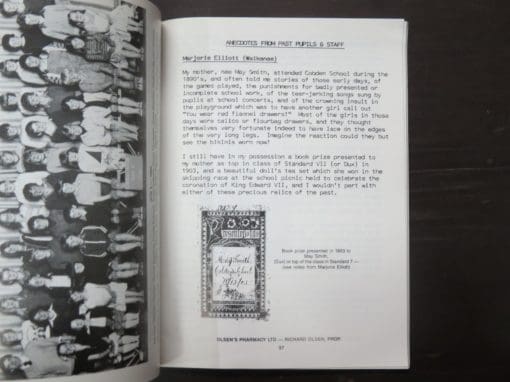 ANECDOTES FROM PAST PUPILS & STAFF
Marjorie Elliott (Waikanae)
My mother, nee May Smith, attended Cobden School during the
1890's, and often told me stories of those early days, of
the games played, the punishments for badly presented or
incomplete school work, of the tear-jerking songs sung by
pupils at school concerts, and of the crowning insult in
the playground which was to have another girl call out
"You wear red flannel drawers!" Most of the girls in those
days wore calico or flourbag drawers, and they thought
themselves very fortunate indeed to have lace on the edges
of the very long legs. Imagine the reaction could they but
see the bikinis worn now!
I still have in my possession a book prize presented to
my mother as top in class of Standard VII (or Dux) in
1903, and a beautiful doll's tea set which she won in the
skipping race at the school picnic held to celebrate the
coronation of King Edward VII, and I wouldn't part with
either of these precious relics of the past.
Book prize presented in 1903 to
May Smith,
(Dux) or top of the class in Standard 7 —
(see notes from Marjorie Elliott)
OLSEN'S PHARMACY LTD — RICHARD OLSEN, PROP.
97